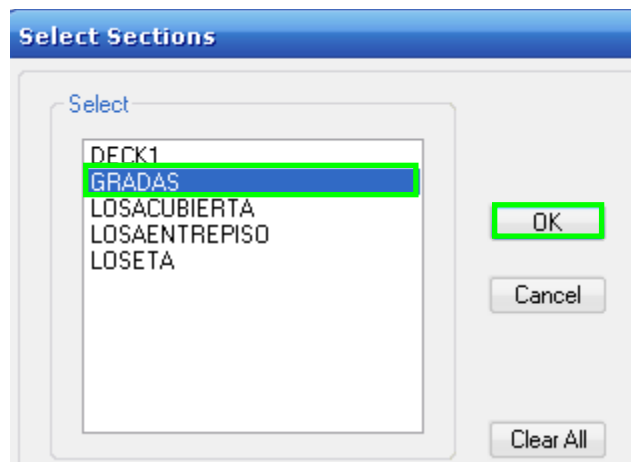 Select Sections
Select
DECK1
GRADAS
LOSACUBIERTA
LOSAENTREPISO
LOSETA
OK
Cancel
Clear All